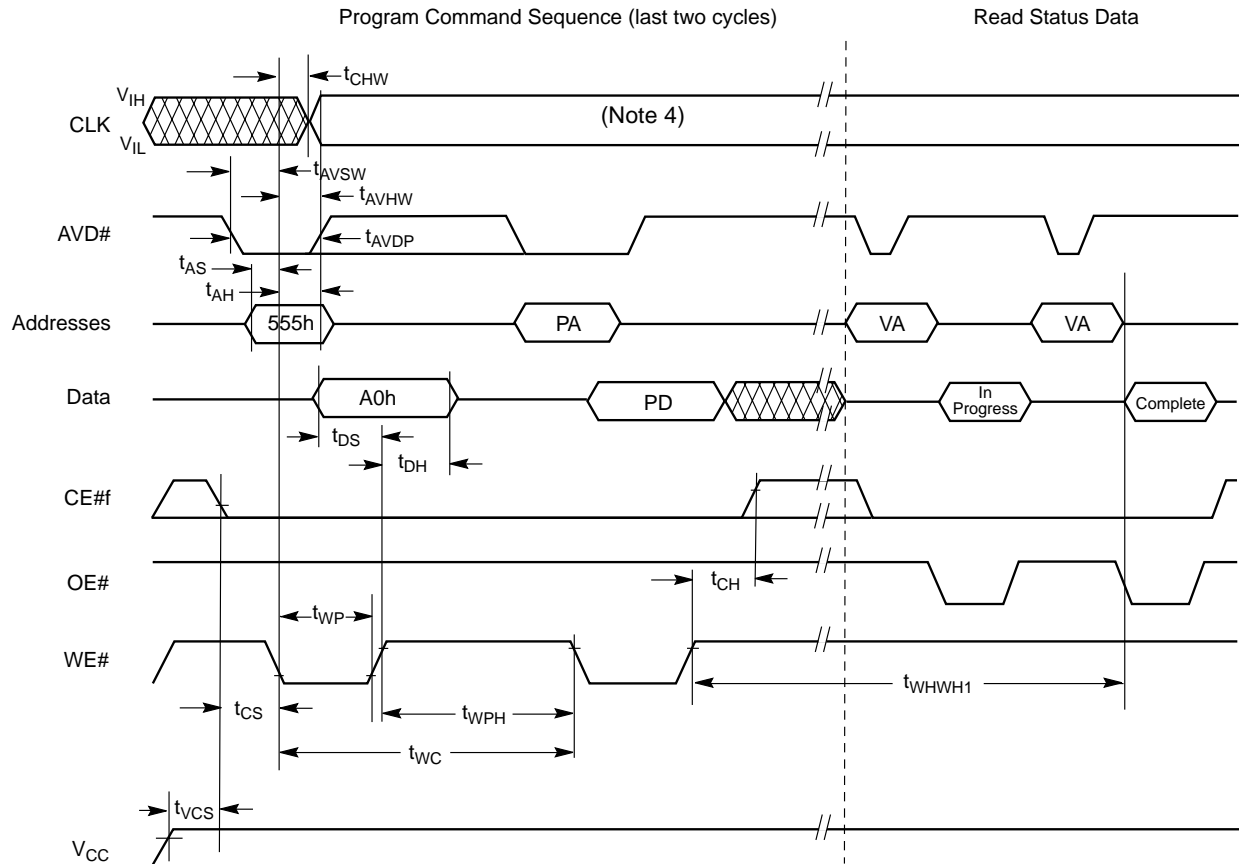 Program Command Sequence (last two cycles)
Read Status Data
tCHW
VIH
CLK
VIL
(Note 4)
tAVSW
tAVHW
AVD#
tAVDP
tAS
tAH
Addresses
555h
PA
VA
VA
Data
A0h
PD
In
Progress
Complete
tDS
tDH
CE#f
OE#
tCH
tWP
WE#
tWHWH1
tCS
tWPH
tWC
tVCS
VCC